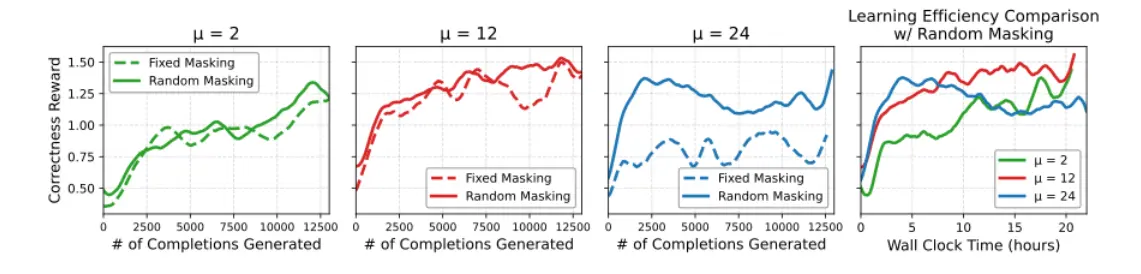 μ = 2
Correctness Reward
1.50
1.25
1.00
0.75
0.50
Fixed Masking
Random Masking
0
2500
5000
7500
10000
12500
# of Completions Generated
μ = 12
Fixed Masking
Random Masking
0
2500
5000
7500
10000
12500
# of Completions Generated
μ = 24
Fixed Masking
Random Masking
0
2500
5000
7500
10000
12500
# of Completions Generated
Learning Efficiency Comparison
w/ Random Masking
μ = 2
μ = 12
μ = 24
0
5
10
15
20
Wall Clock Time (hours)